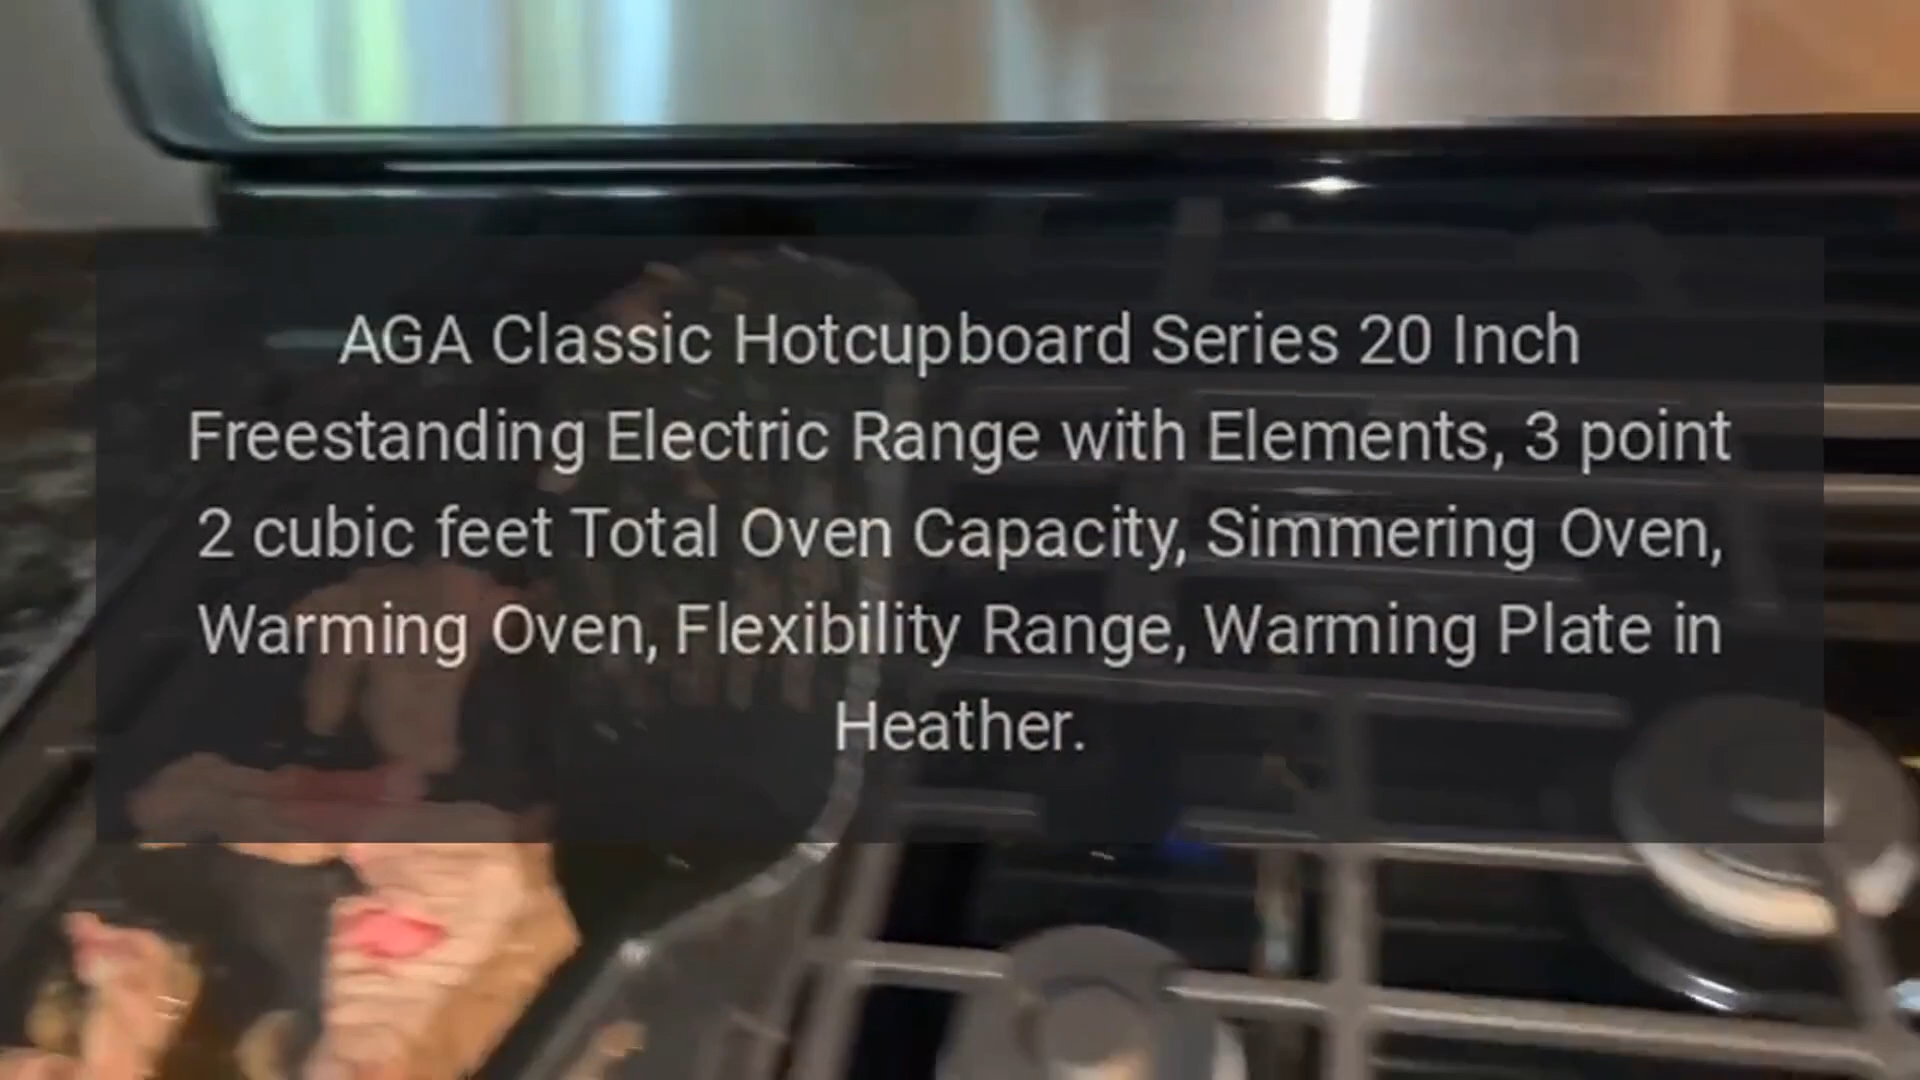 AGA Classic Hotcupboard Series 20 Inch
Freestanding Electric Range with Elements, 3 point
2 cubic feet Total Oven Capacity, Simmering Oven,
Warming Oven, Flexibility Range, Warming Plate in
Heather.